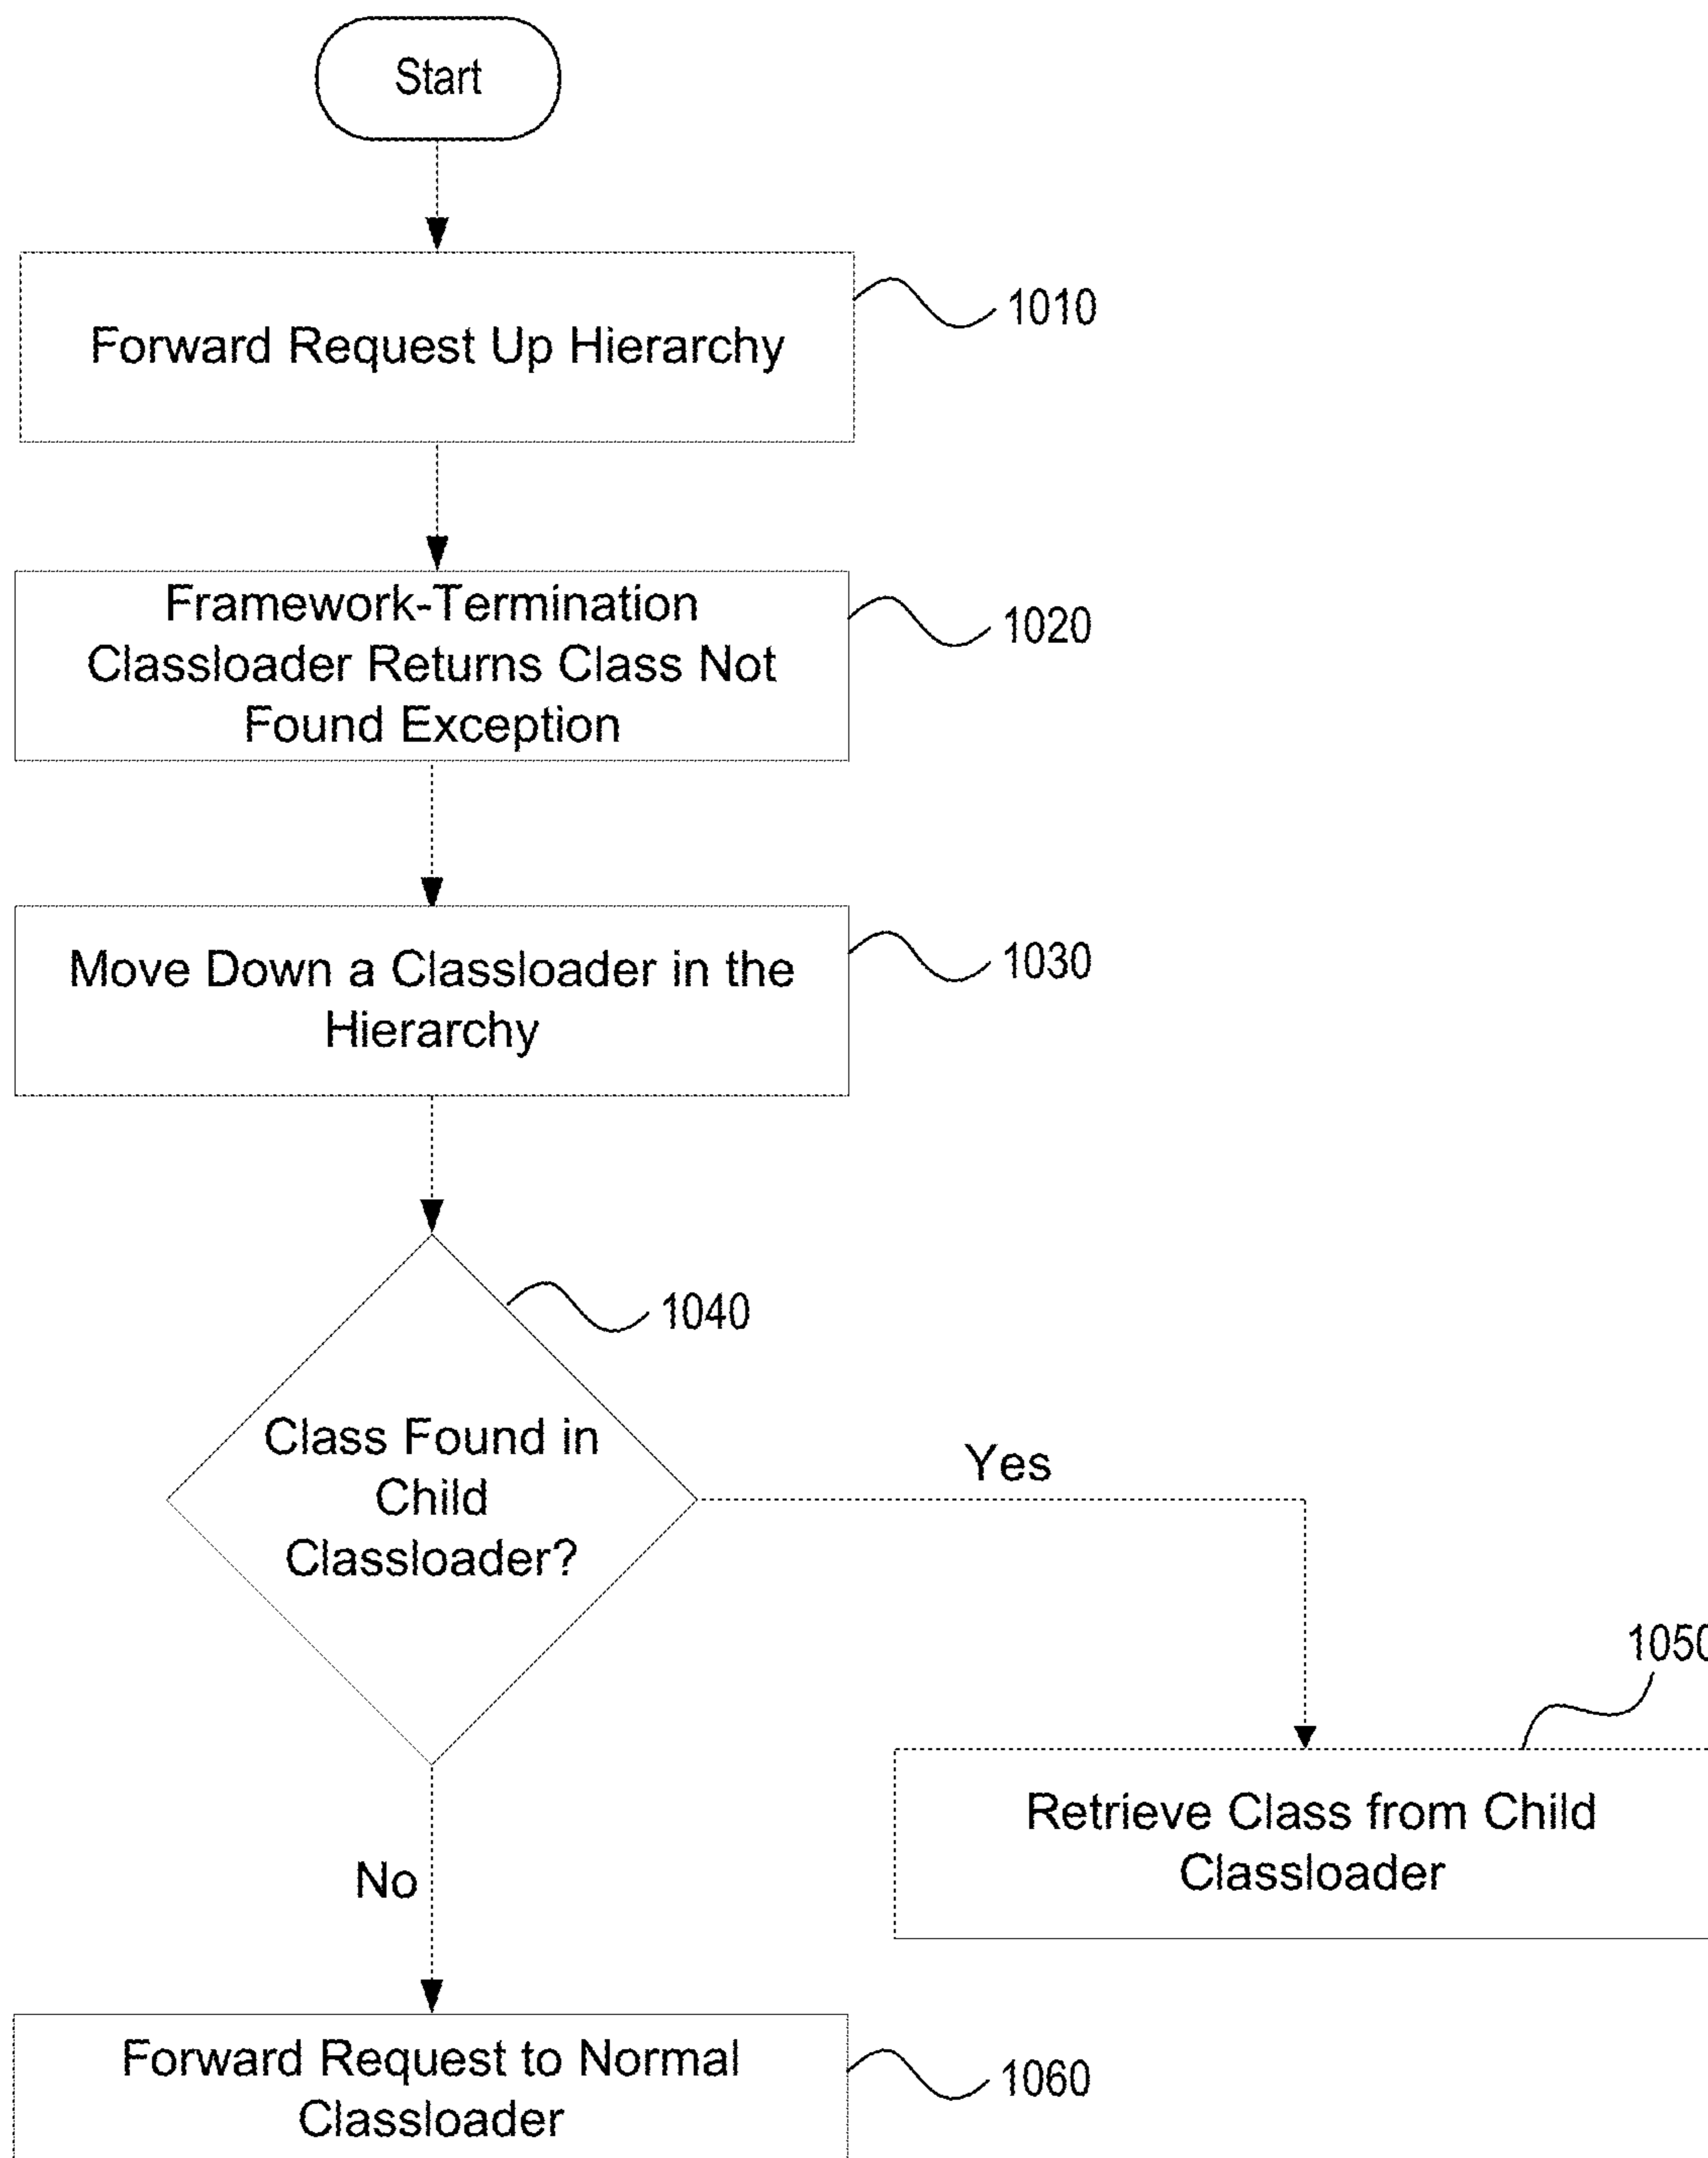 Start
Forward Request Up Hierarchy
1010
Framework-Termination
Classloader Returns Class Not
Found Exception
1020
Move Down a Classloader in the
Hierarchy
1030
1040
Class Found in
Child
Classloader?
Yes
1050
Retrieve Class from Child
Classloader
No
Forward Request to Normal
Classloader
1060